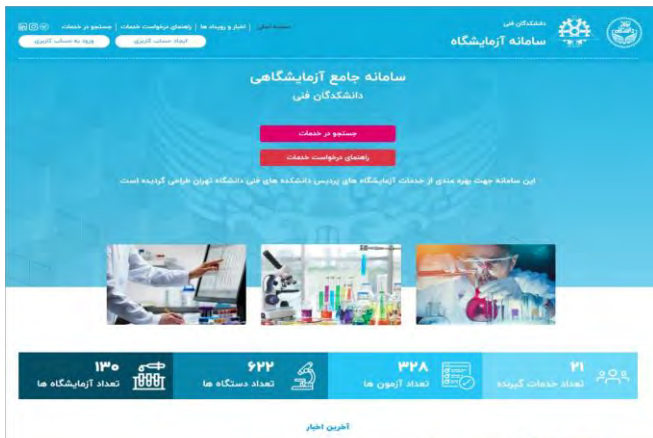 دانشکدگان فنی
سامانه آزمایشگاه
صفحه اصلی | اخبار و رویداد ها | راهنمای درخواست خدمات | جستجو در خدمات
ایجاد حساب کاربری
ورود به حساب کاربری
سامانه جامع آزمایشگاهی
دانشکدگان فنی
جستجو در خدمات
راهنمای درخواست خدمات
این سامانه جهت بهره مندی از خدمات آزمایشگاه های پردیس دانشکده های فنی دانشگاه تهران طراحی گردیده است
۲۱
تعداد خدمات گیرنده
۳۲۸
تعداد آزمون ها
۶۲۲
تعداد دستگاه ها
۱۳۰
تعداد آزمایشگاه ها
آخرین اخبار